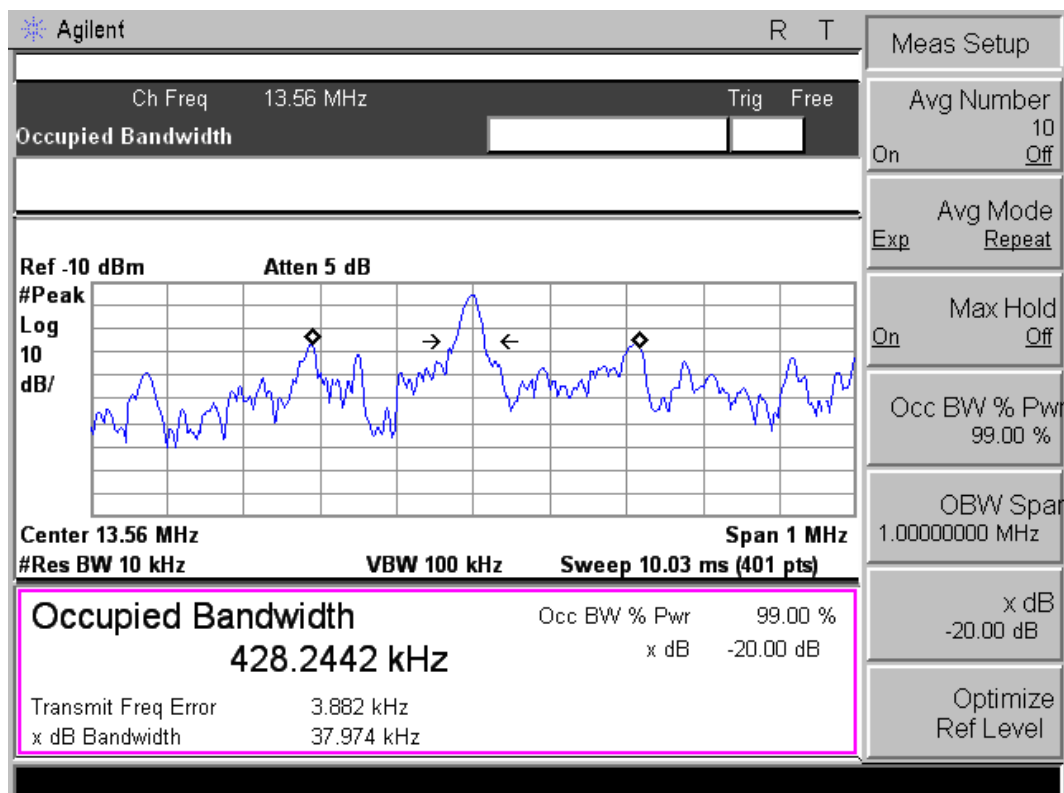 Agilent R T
Ch Freq 13.56 MHz Trig Free
Occupied Bandwidth
Ref -10 dBm Atten 5 dB
#Peak
Log
10
dB/
Center 13.56 MHz Span 1 MHz
#Res BW 10 kHz VBW 100 kHz Sweep 10.03 ms (401 pts)
Occupied Bandwidth
428.2442 kHz
Occ BW % Pwr 99.00 %
x dB -20.00 dB
Transmit Freq Error 3.882 kHz
x dB Bandwidth 37.974 kHz
Meas Setup
Avg Number
10
On Off
Avg Mode
Exp Repeat
Max Hold
On Off
Occ BW % Pwr
99.00 %
OBW Span
1.00000000 MHz
x dB
-20.00 dB
Optimize
Ref Level